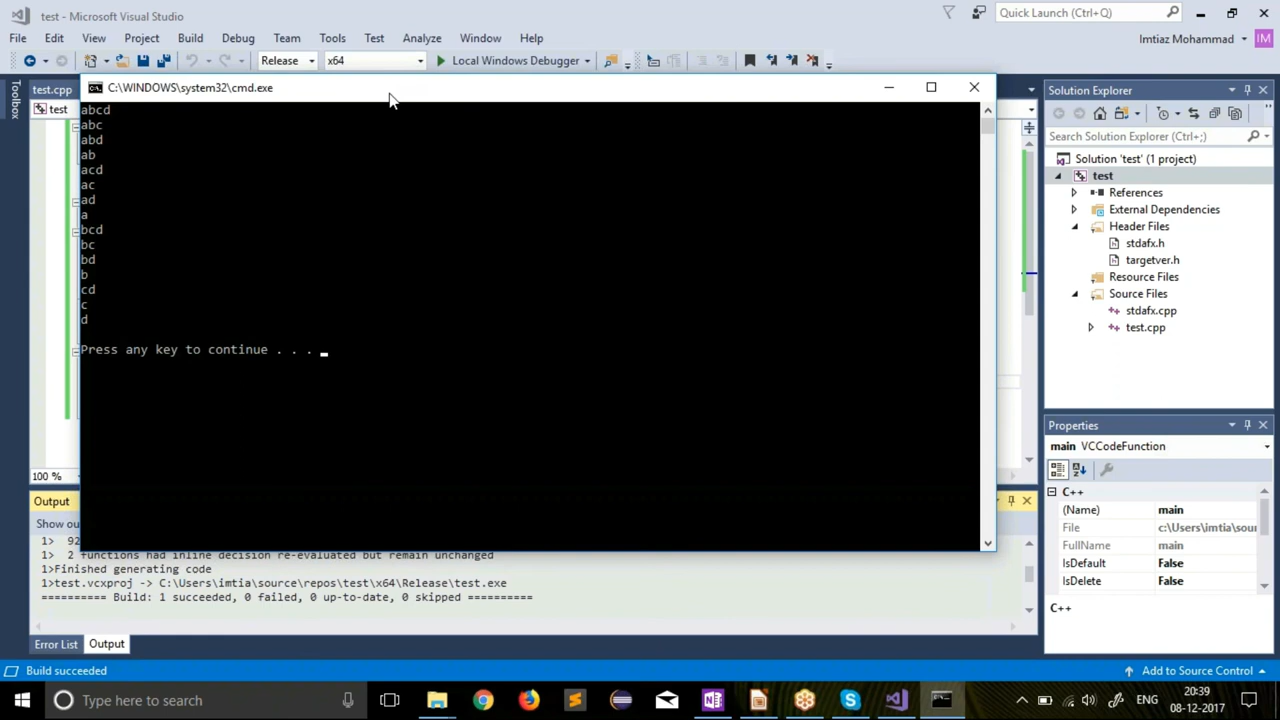 test - Microsoft Visual Studio
Quick Launch (Ctrl+Q)
File Edit View Project Build Debug Team Tools Test Analyze Window Help
Imtiaz Mohammad IM
Release x64 Local Windows Debugger
Toolbox
test.cpp
test
C:\WINDOWS\system32\cmd.exe
abcd
abc
abd
ab
acd
ac
ad
a
bcd
bc
bd
b
cd
c
d
Press any key to continue . . .
100 %
Solution Explorer
Search Solution Explorer (Ctrl+;)
Solution 'test' (1 project)
test
References
External Dependencies
Header Files
stdafx.h
targetver.h
Resource Files
Source Files
stdafx.cpp
test.cpp
Properties
main VCCodeFunction
C++
(Name) main
File c:\Users\imtia\sour
FullName main
IsDefault False
IsDelete False
C++
Output
Show ou
1> 92
1> 2 functions had inline decision re-evaluated but remain unchanged
1>Finished generating code
1>test.vcxproj -> C:\Users\imtia\source\repos\test\x64\Release\test.exe
========== Build: 1 succeeded, 0 failed, 0 up-to-date, 0 skipped ==========
Error List Output
Build succeeded
Add to Source Control
Type here to search
ENG
20:39
08-12-2017